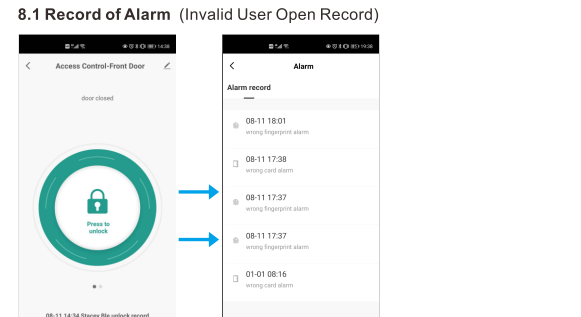 8.1 Record of Alarm (Invalid User Open Record)
14:38
Access Control-Front Door
door closed
Press to
unlock
08-11 14:34 Stacey Ble unlock record
19:38
Alarm
Alarm record
08-11 18:01
wrong fingerprint alarm
08-11 17:38
wrong card alarm
08-11 17:37
wrong fingerprint alarm
08-11 17:37
wrong fingerprint alarm
01-01 08:16
wrong card alarm